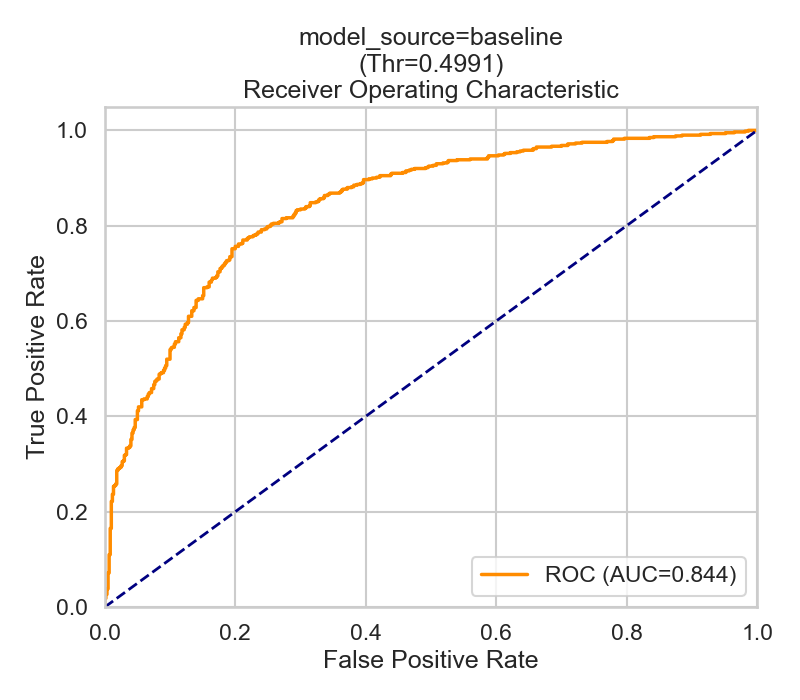 model_source=baseline
(Thr=0.4991)
Receiver Operating Characteristic
1.0
0.8
0.6
0.4
0.2
0.0
True Positive Rate
ROC (AUC=0.844)
0.0 0.2 0.4 0.6 0.8 1.0
False Positive Rate